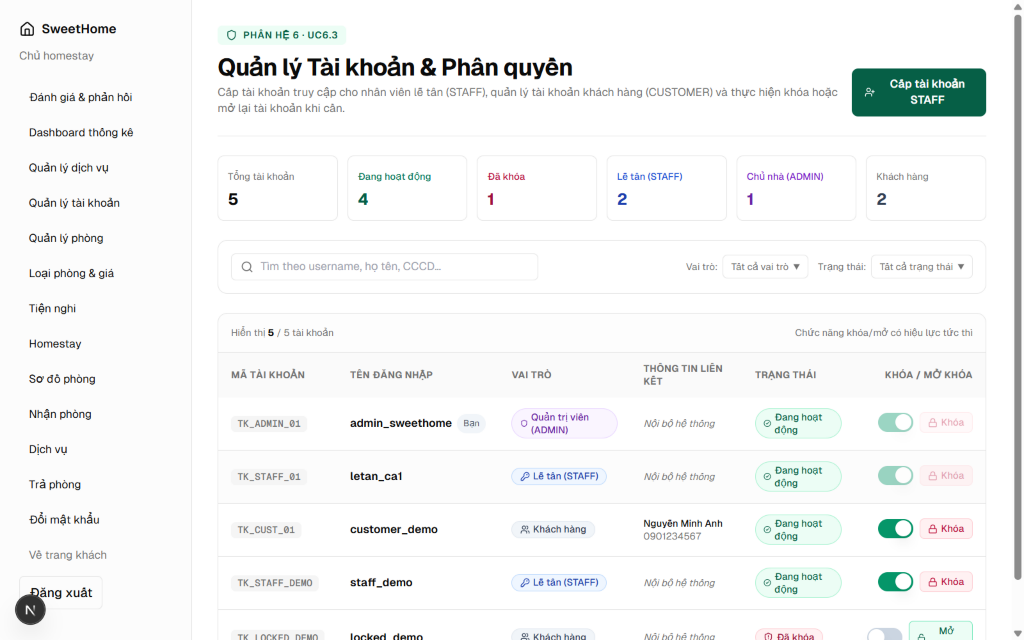 SweetHome
Chủ homestay
Đánh giá & phản hồi
Dashboard thống kê
Quản lý dịch vụ
Quản lý tài khoản
Quản lý phòng
Loại phòng & giá
Tiện nghi
Homestay
Sơ đồ phòng
Nhận phòng
Dịch vụ
Trả phòng
Đổi mật khẩu
Về trang khách
Đăng xuất
N
PHÂN HỆ 6 · UC6.3
Quản lý Tài khoản & Phân quyền
Cấp tài khoản truy cập cho nhân viên lễ tân (STAFF), quản lý tài khoản khách hàng (CUSTOMER) và thực hiện khóa hoặc
mở lại tài khoản khi cần.
Cấp tài khoản
STAFF
Tổng tài khoản
5
Đang hoạt động
4
Đã khóa
1
Lễ tân (STAFF)
2
Chủ nhà (ADMIN)
1
Khách hàng
2
Tìm theo username, họ tên, CCCD...
Vai trò:
Tất cả vai trò ▼
Trạng thái:
Tất cả trạng thái ▼
Hiển thị 5 / 5 tài khoản
Chức năng khóa/mở có hiệu lực tức thì
MÃ TÀI KHOẢN
TÊN ĐĂNG NHẬP
VAI TRÒ
THÔNG TIN LIÊN
KẾT
TRẠNG THÁI
KHÓA / MỞ KHÓA
TK_ADMIN_01
admin_sweethome
Bạn
Quản trị viên
(ADMIN)
Nội bộ hệ thống
Đang hoạt
động
Khóa
TK_STAFF_01
letan_ca1
Lễ tân (STAFF)
Nội bộ hệ thống
Đang hoạt
động
Khóa
TK_CUST_01
customer_demo
Khách hàng
Nguyễn Minh Anh
0901234567
Đang hoạt
động
Khóa
TK_STAFF_DEMO
staff_demo
Lễ tân (STAFF)
Nội bộ hệ thống
Đang hoạt
động
Khóa
TK_LOCKED_DEMO
locked_demo
Khách hàng
Nội bộ hệ thống
Đã khóa
Mở